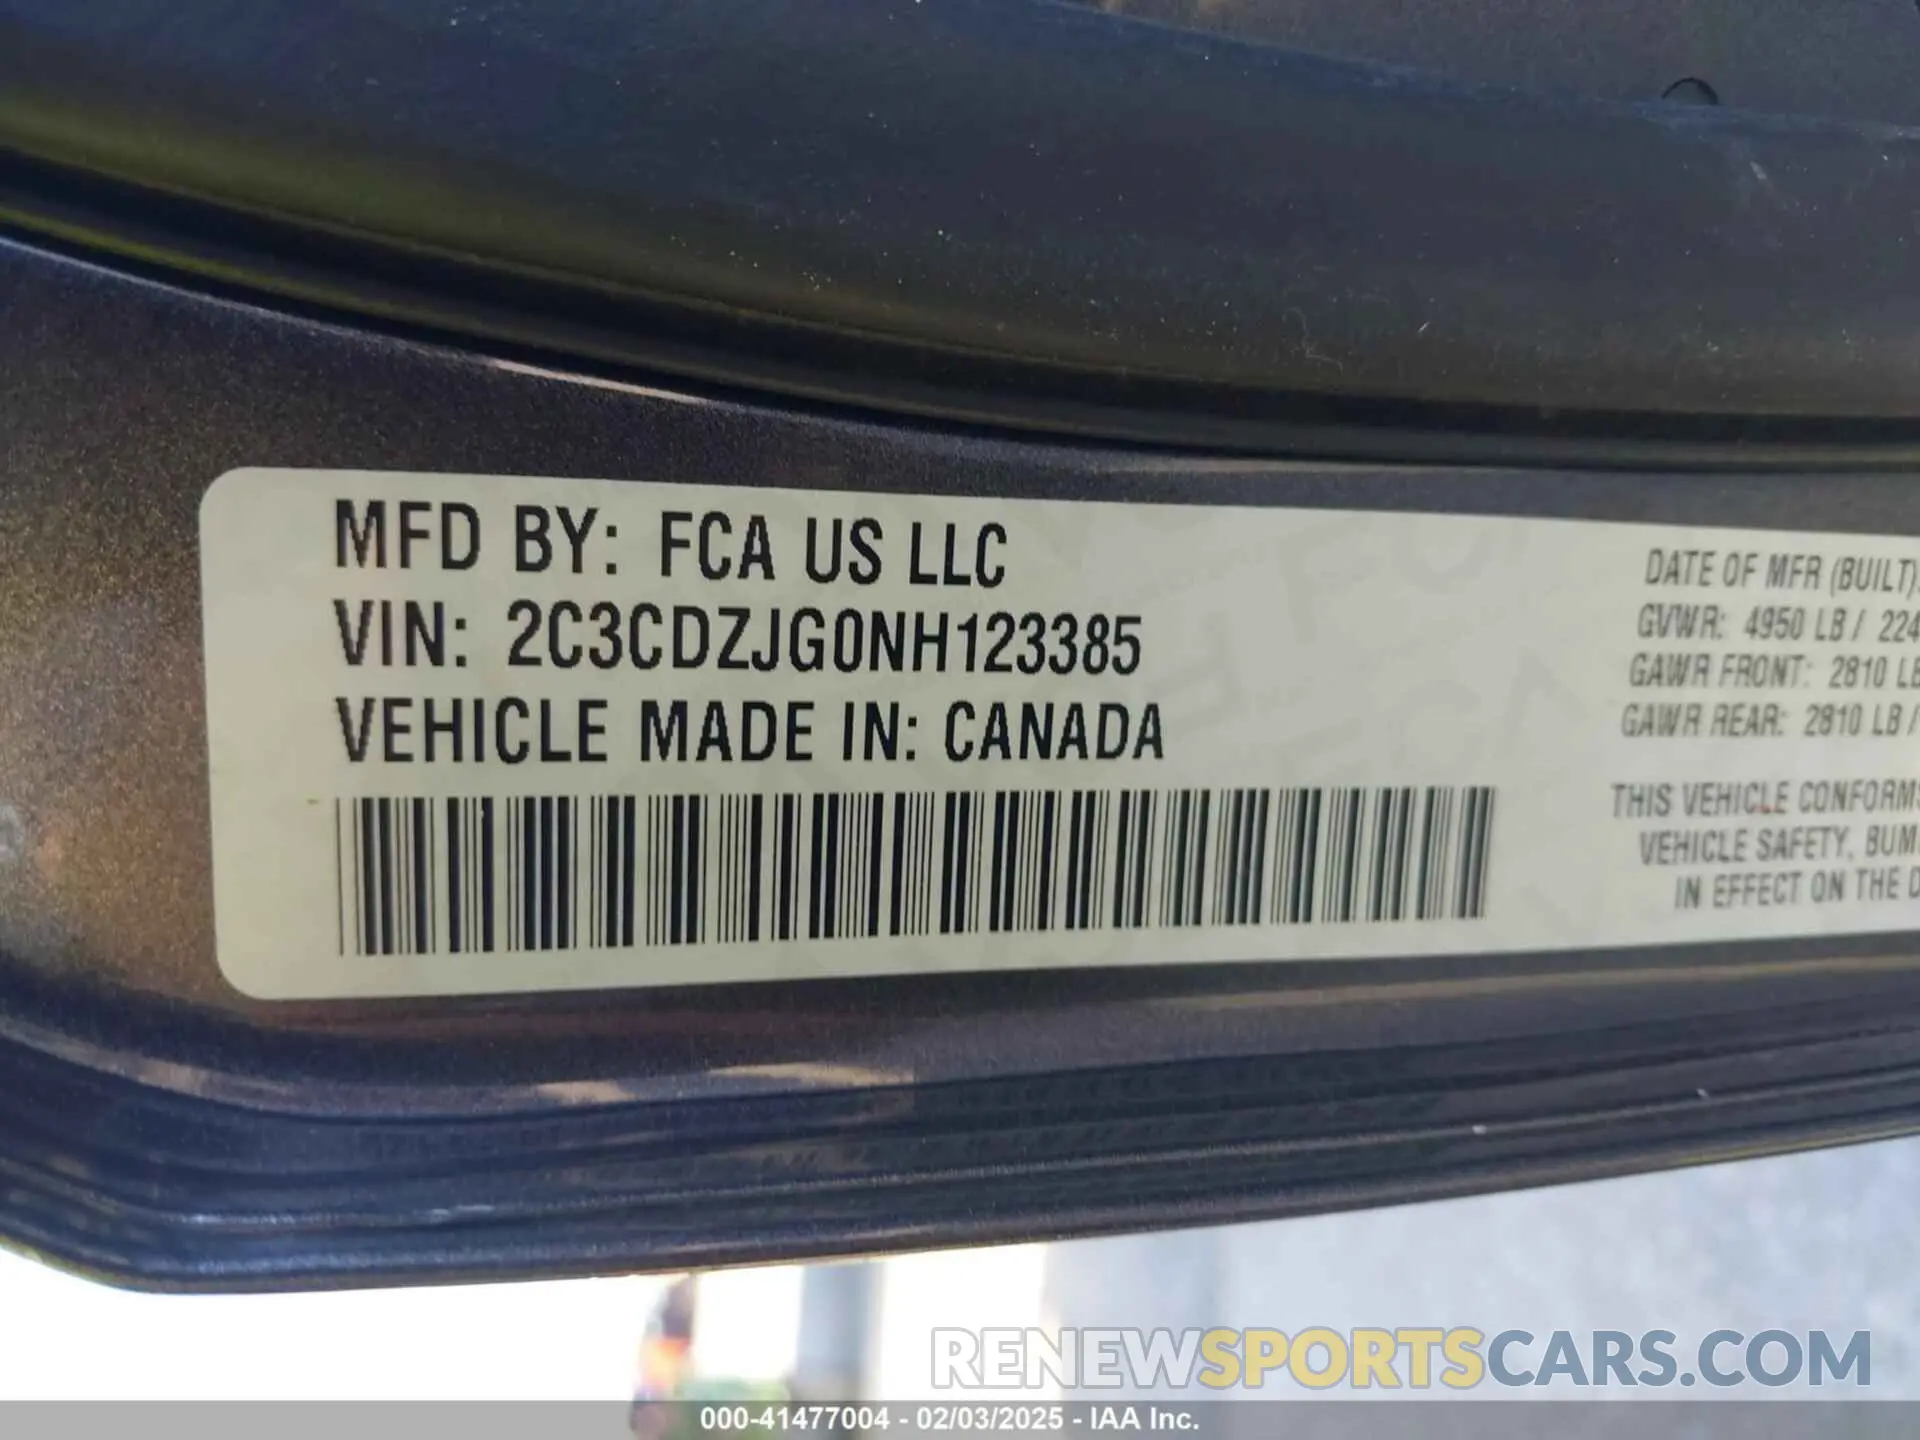 MFD BY: FCA US LLC
VIN: 2C3CDZJG0NH123385
VEHICLE MADE IN: CANADA
DATE OF MFR (BUILT)
GVWR: 4950 LB / 224
GAWR FRONT: 2810 LB
GAWR REAR: 2810 LB /
THIS VEHICLE CONFORMS
VEHICLE SAFETY, BUM
IN EFFECT ON THE D
RENEWSPORTSCARS.COM
000-41477004 - 02/03/2025 - IAA Inc.